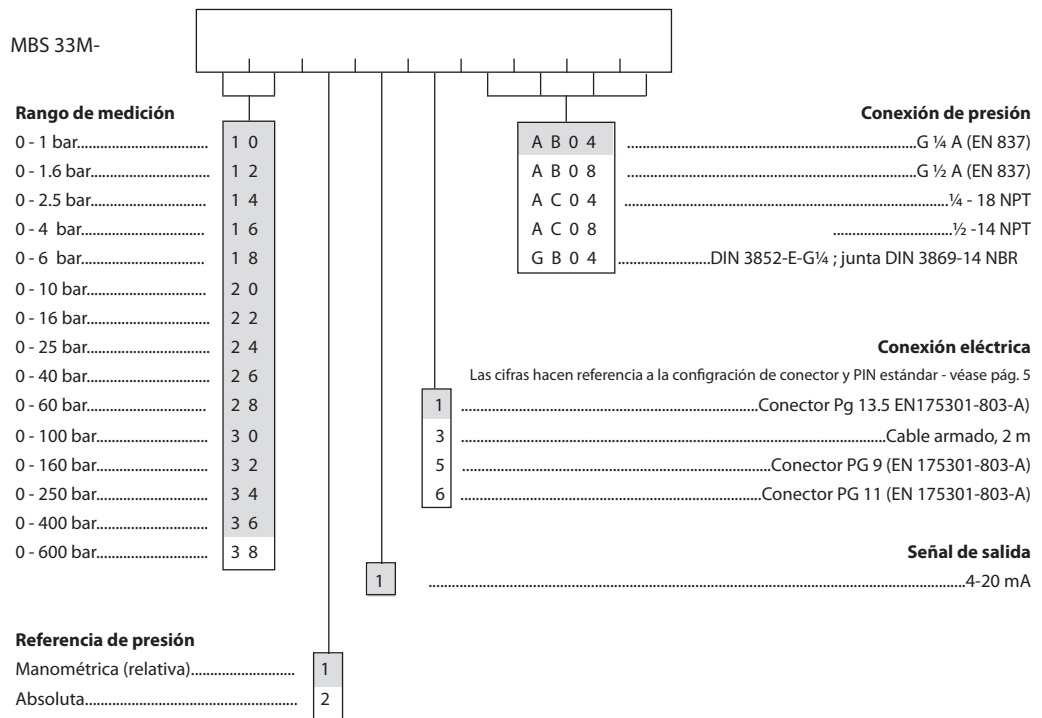 MBS 33M-
Rango de medición
0 - 1 bar.................................. 1 0
0 - 1.6 bar............................... 1 2
0 - 2.5 bar............................... 1 4
0 - 4  bar................................. 1 6
0 - 6  bar................................. 1 8
0 - 10 bar................................ 2 0
0 - 16 bar................................ 2 2
0 - 25 bar................................ 2 4
0 - 40 bar................................ 2 6
0 - 60 bar................................ 2 8
0 - 100 bar.............................. 3 0
0 - 160 bar.............................. 3 2
0 - 250 bar.............................. 3 4
0 - 400 bar.............................. 3 6
0 - 600 bar.............................. 3 8
Referencia de presión
Manométrica (relativa)............................ 1
Absoluta......................................................... 2
Conexión de presión
A B 0 4 ................................G ¼ A (EN 837)
A B 0 8 ................................G ½ A (EN 837)
A C 0 4 ................................¼ - 18 NPT
A C 0 8 ................................½ -14 NPT
G B 0 4 ........................DIN 3852-E-G¼ ; junta DIN 3869-14 NBR
Conexión eléctrica
Las cifras hacen referencia a la configración de conector y PIN estándar - véase pág. 5
1 ................................Conector Pg 13.5 EN175301-803-A)
3 ................................Cable armado, 2 m
5 ................................Conector PG 9 (EN 175301-803-A)
6 ................................Conector PG 11 (EN 175301-803-A)
Señal de salida
1 ................................4-20 mA